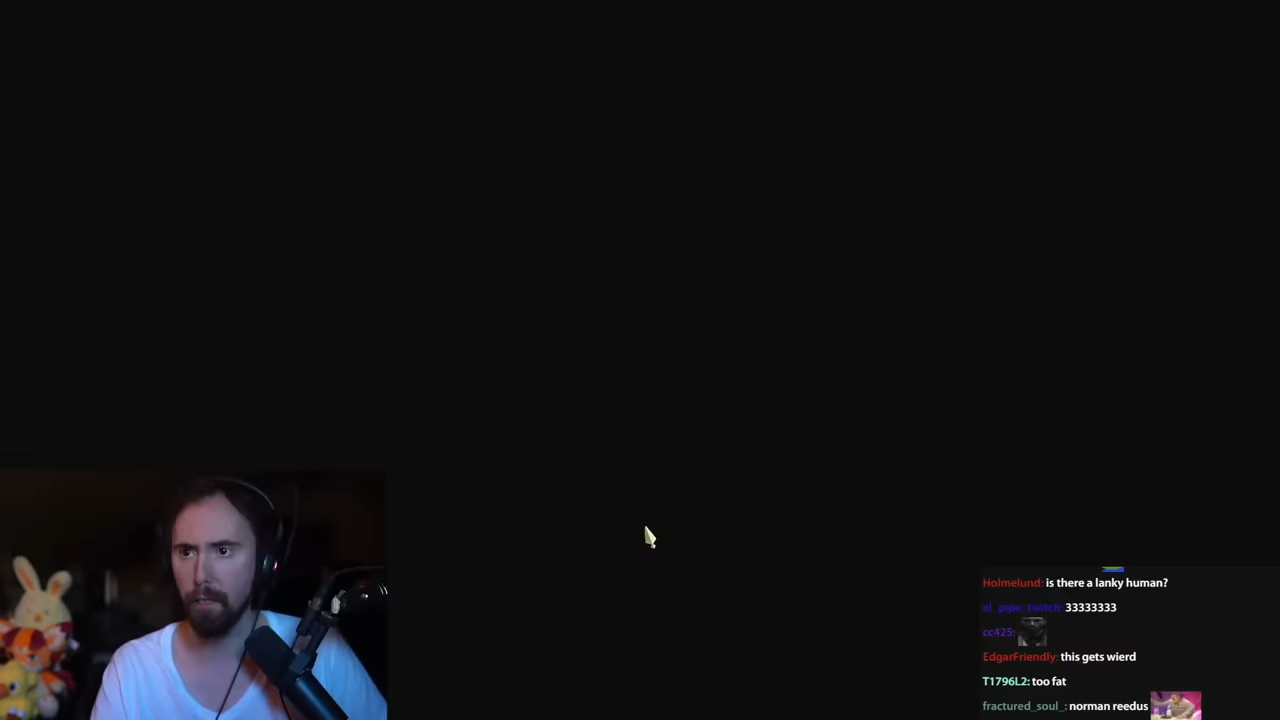 Holmelund: is there a lanky human?
el_pipe_twitch: 33333333
cc425:
EdgarFriendly: this gets wierd
T1796L2: too fat
fractured_soul_: norman reedus